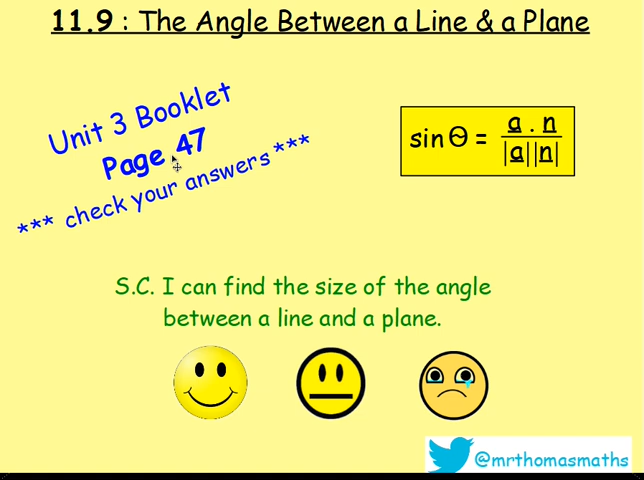 11.9 : The Angle Between a Line & a Plane
Unit 3 Booklet
Page 47
*** check your answers ***
sin Θ = a . n
|a||n|
S.C. I can find the size of the angle
between a line and a plane.
@mrthomasmaths